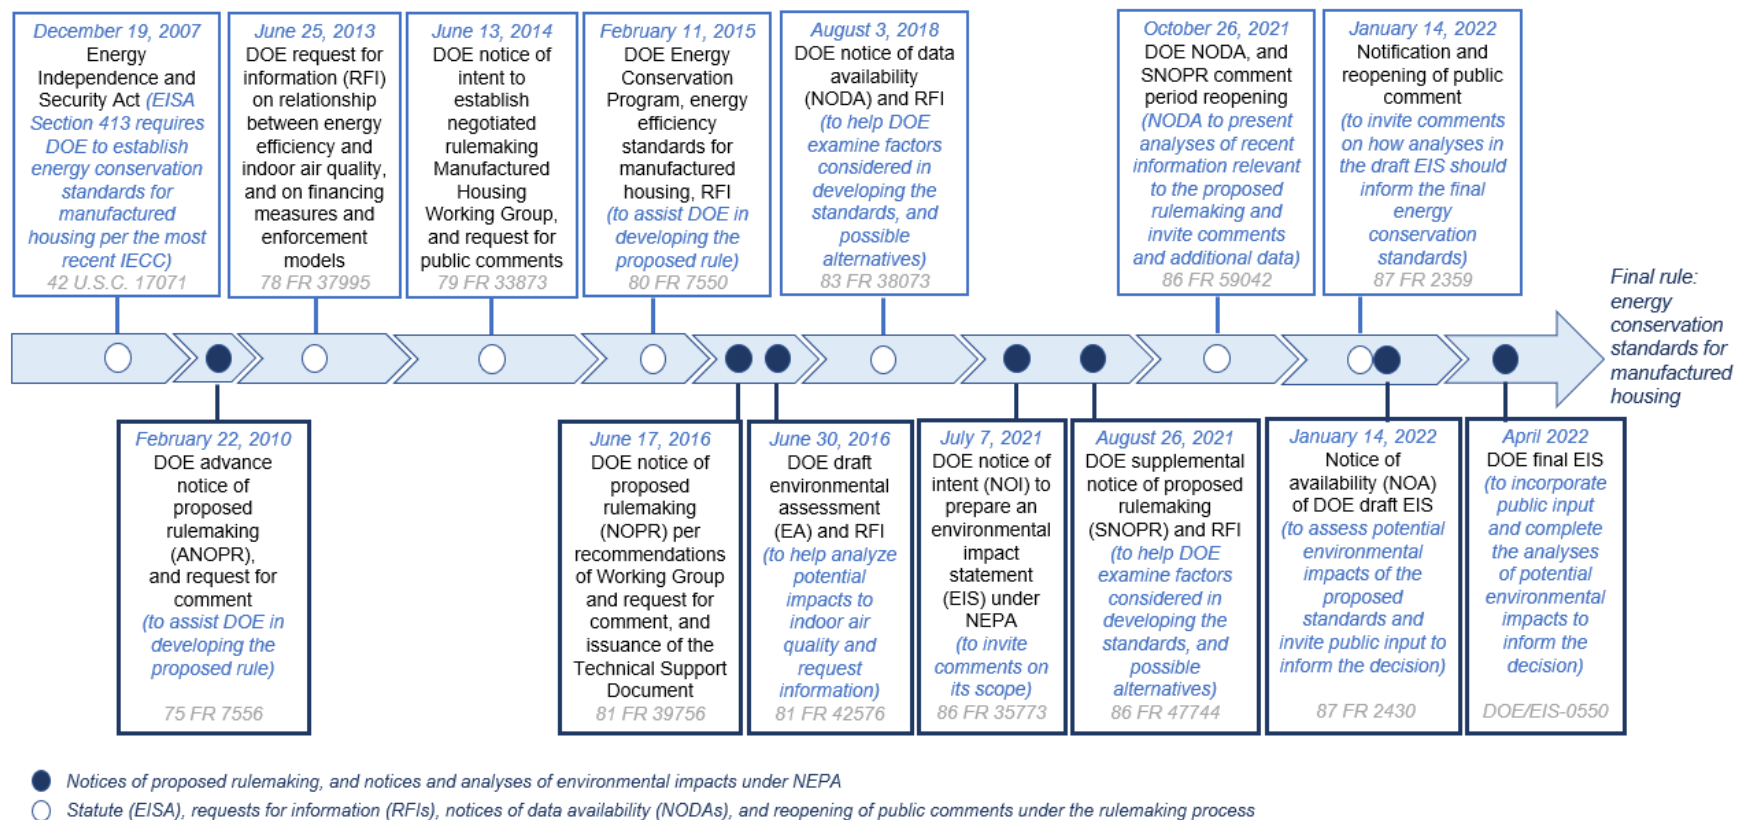 December 19, 2007
Energy
Independence and
Security Act (EISA
Section 413 requires
DOE to establish
energy conservation
standards for
manufactured
housing per the most
recent IECC)
42 U.S.C. 17071
June 25, 2013
DOE request for
information (RFI)
on relationship
between energy
efficiency and
indoor air quality,
and on financing
measures and
enforcement
models
78 FR 37995
June 13, 2014
DOE notice of
intent to
establish
negotiated
rulemaking
Manufactured
Housing
Working Group,
and request for
public comments
79 FR 33873
February 11, 2015
DOE Energy
Conservation
Program, energy
efficiency
standards for
manufactured
housing, RFI
(to assist DOE in
developing the
proposed rule)
80 FR 7550
August 3, 2018
DOE notice of data
availability
(NODA) and RFI
(to help DOE
examine factors
considered in
developing the
standards, and
possible
alternatives)
83 FR 38073
October 26, 2021
DOE NODA, and
SNOPR comment
period reopening
(NODA to present
analyses of recent
information relevant
to the proposed
rulemaking and
invite comments
and additional data)
86 FR 59042
January 14, 2022
Notification and
reopening of public
comment
(to invite comments
on how analyses in
the draft EIS should
inform the final
energy
conservation
standards)
87 FR 2359
Final rule:
energy
conservation
standards for
manufactured
housing
February 22, 2010
DOE advance
notice of
proposed
rulemaking
(ANOPR),
and request for
comment
(to assist DOE in
developing the
proposed rule)
75 FR 7556
June 17, 2016
DOE notice of
proposed
rulemaking
(NOPR) per
recommendations
of Working Group
and request for
comment, and
issuance of the
Technical Support
Document
81 FR 39756
June 30, 2016
DOE draft
environmental
assessment
(EA) and RFI
(to help analyze
potential
impacts to
indoor air
quality and
request
information)
81 FR 42576
July 7, 2021
DOE notice of
intent (NOI) to
prepare an
environmental
impact
statement
(EIS) under
NEPA
(to invite
comments on
its scope)
86 FR 35773
August 26, 2021
DOE supplemental
notice of proposed
rulemaking
(SNOPR) and RFI
(to help DOE
examine factors
considered in
developing the
standards, and
possible
alternatives)
86 FR 47744
January 14, 2022
Notice of
availability (NOA)
of DOE draft EIS
(to assess potential
environmental
impacts of the
proposed
standards and
invite public input to
inform the decision)
87 FR 2430
April 2022
DOE final EIS
(to incorporate
public input
and complete
the analyses
of potential
environmental
impacts to
inform the
decision)
DOE/EIS-0550
Notices of proposed rulemaking, and notices and analyses of environmental impacts under NEPA
Statute (EISA), requests for information (RFIs), notices of data availability (NODAs), and reopening of public comments under the rulemaking process